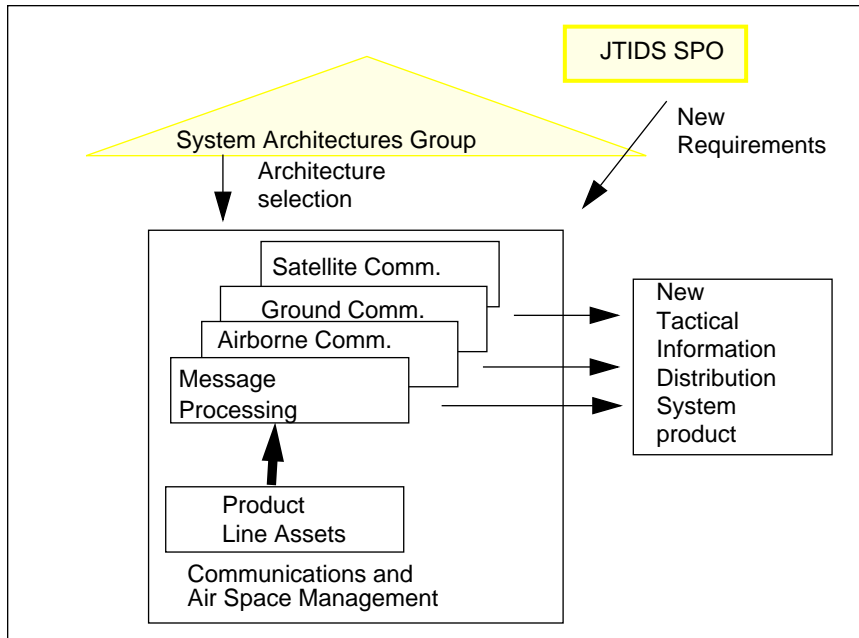 JTIDS SPO
New
Requirements
System Architectures Group
Architecture
selection
Satellite Comm.
Ground Comm.
Airborne Comm.
Message
Processing
New
Tactical
Information
Distribution
System
product
Product
Line Assets
Communications and
Air Space Management